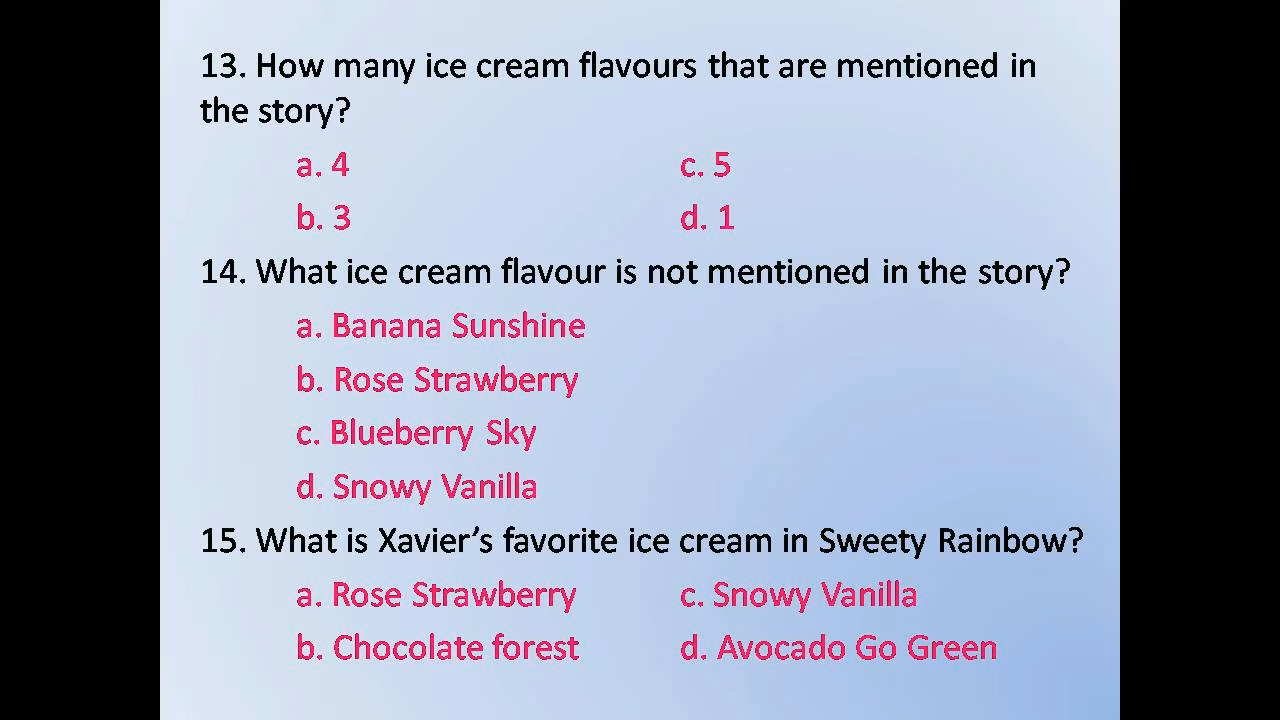 13. How many ice cream flavours that are mentioned in
the story?
a. 4 c. 5
b. 3 d. 1
14. What ice cream flavour is not mentioned in the story?
a. Banana Sunshine
b. Rose Strawberry
c. Blueberry Sky
d. Snowy Vanilla
15. What is Xavier’s favorite ice cream in Sweety Rainbow?
a. Rose Strawberry c. Snowy Vanilla
b. Chocolate forest d. Avocado Go Green